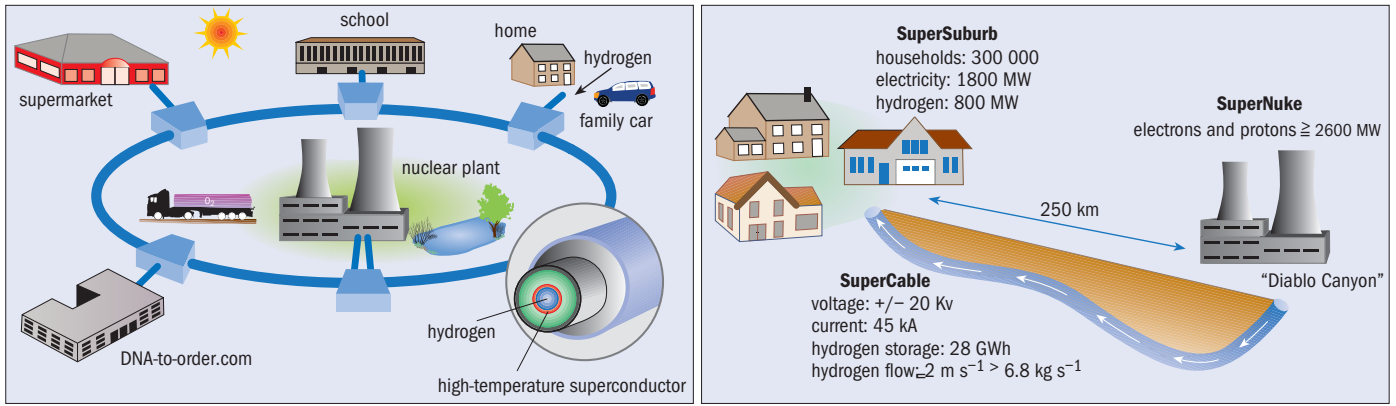 school
home
hydrogen
supermarket
family car
nuclear plant
O₂
hydrogen
DNA-to-order.com
high-temperature superconductor
SuperSuburb
households: 300 000
electricity: 1800 MW
hydrogen: 800 MW
SuperNuke
electrons and protons ≧ 2600 MW
250 km
"Diablo Canyon"
SuperCable
voltage: +/– 20 Kv
current: 45 kA
hydrogen storage: 28 GWh
hydrogen flow: 2 m s⁻¹ > 6.8 kg s⁻¹